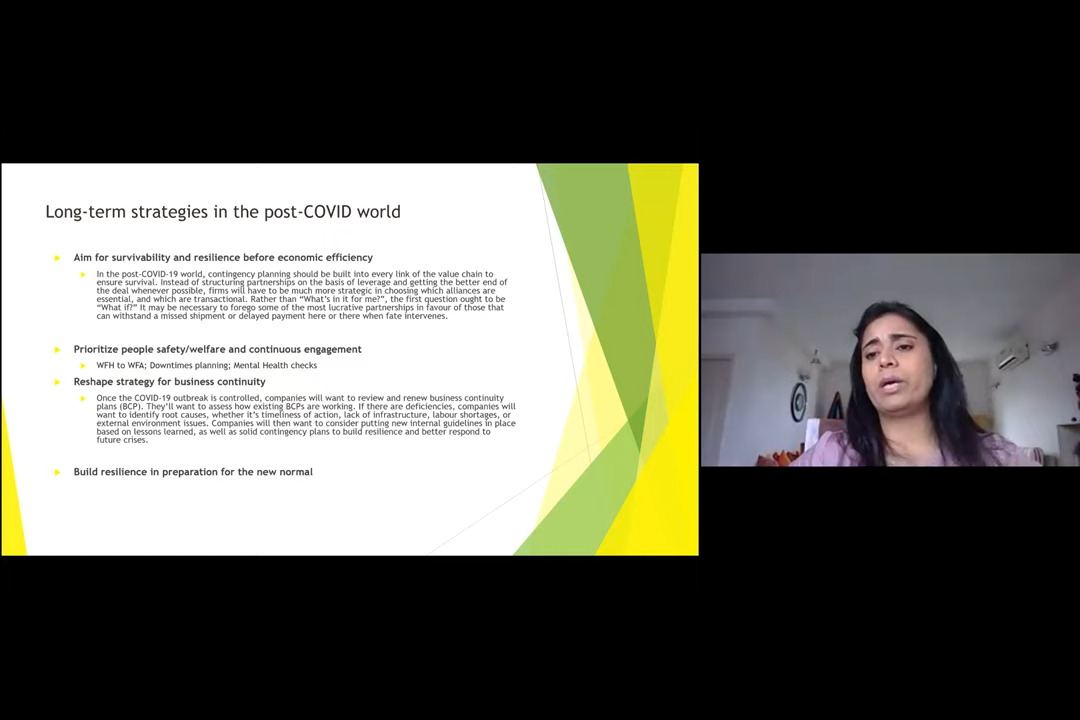 Long-term strategies in the post-COVID world
Aim for survivability and resilience before economic efficiency
In the post-COVID-19 world, contingency planning should be built into every link of the value chain to
ensure survival. Instead of structuring partnerships on the basis of leverage and getting the better end of
the deal whenever possible, firms will have to be much more strategic in choosing which alliances are
essential, and which are transactional. Rather than “What's in it for me?”, the first question ought to be
“What if?” It may be necessary to forego some of the most lucrative partnerships in favour of those that
can withstand a missed shipment or delayed payment here or there when fate intervenes.
Prioritize people safety/welfare and continuous engagement
WFH to WFA; Downtimes planning; Mental Health checks
Reshape strategy for business continuity
Once the COVID-19 outbreak is controlled, companies will want to review and renew business continuity
plans (BCP). They'll want to assess how existing BCPs are working. If there are deficiencies, companies will
want to identify root causes, whether it's timeliness of action, lack of infrastructure, labour shortages, or
external environment issues. Companies will then want to consider putting new internal guidelines in place
based on lessons learned, as well as solid contingency plans to build resilience and better respond to
future crises.
Build resilience in preparation for the new normal